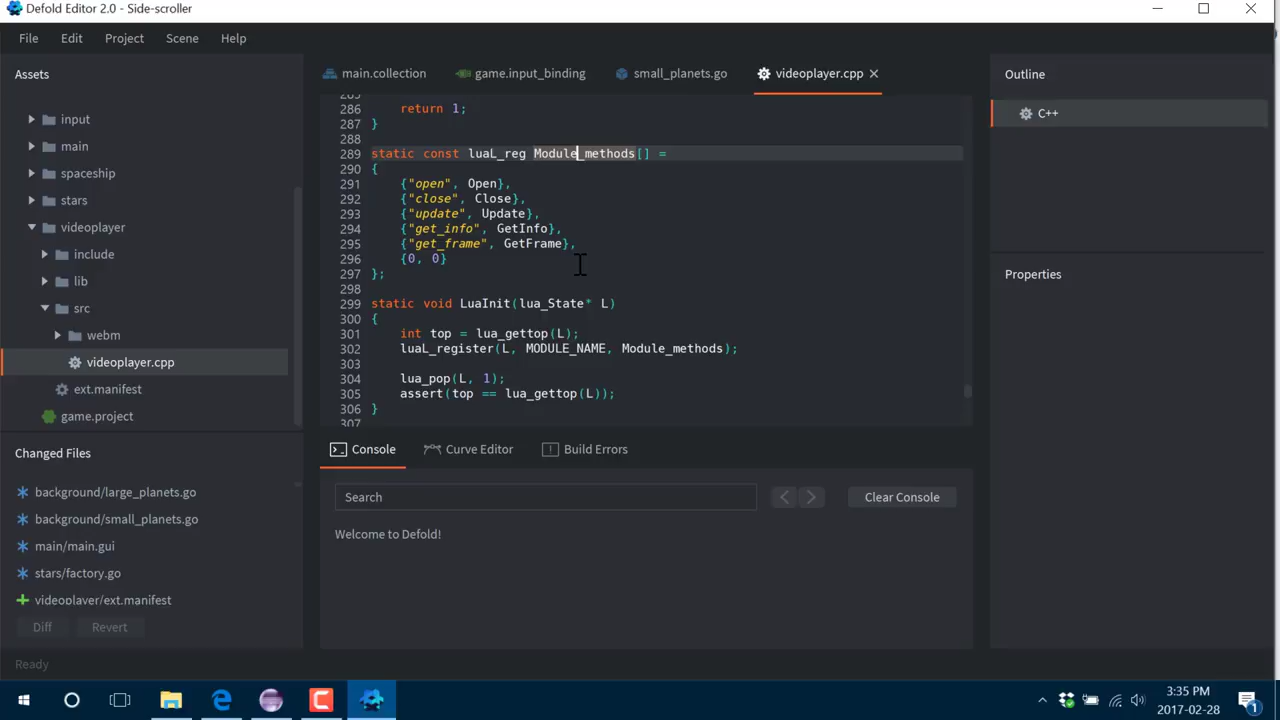 Defold Editor 2.0 - Side-scroller
File Edit Project Scene Help
Assets
input
main
spaceship
stars
videoplayer
include
lib
src
webm
videoplayer.cpp
ext.manifest
game.project
Changed Files
background/large_planets.go
background/small_planets.go
main/main.gui
stars/factory.go
videoplayer/ext.manifest
Diff Revert
Ready
main.collection game.input_binding small_planets.go videoplayer.cpp
285
286 return 1;
287 }
288
289 static const luaL_reg Module_methods[] =
290 {
291 {"open", Open},
292 {"close", Close},
293 {"update", Update},
294 {"get_info", GetInfo},
295 {"get_frame", GetFrame},
296 {0, 0}
297 };
298
299 static void LuaInit(lua_State* L)
300 {
301 int top = lua_gettop(L);
302 luaL_register(L, MODULE_NAME, Module_methods);
303
304 lua_pop(L, 1);
305 assert(top == lua_gettop(L));
306 }
307
Console Curve Editor Build Errors
Search Clear Console
Welcome to Defold!
Outline
C++
Properties
3:35 PM
2017-02-28
1